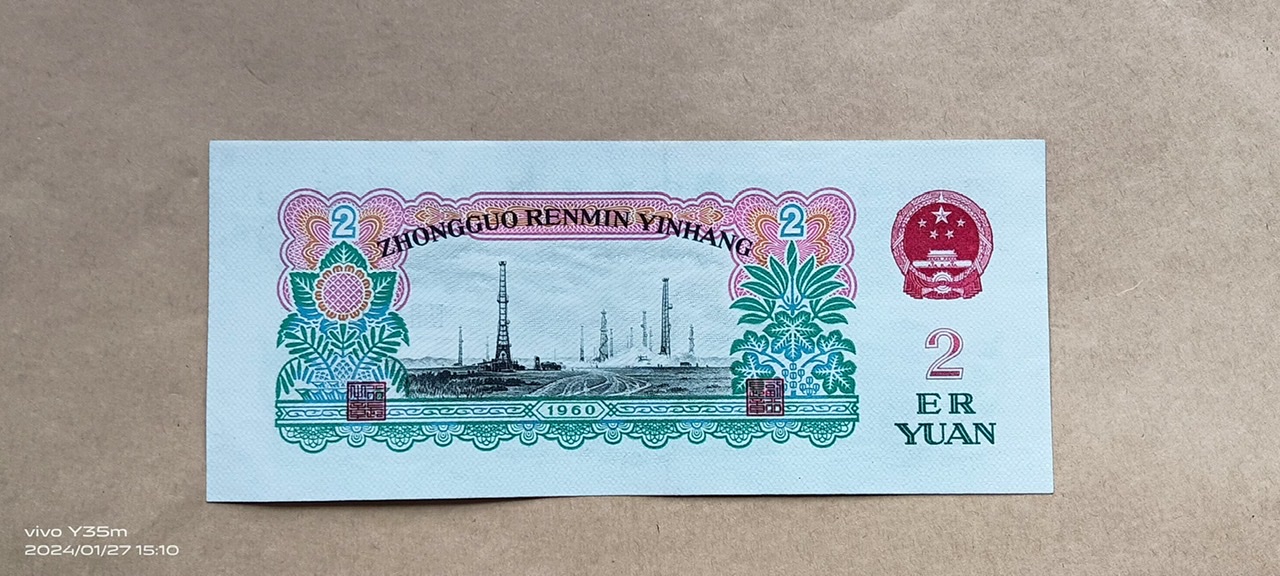 2
2
ZHONGGUO RENMIN YINHANG
1960
2
ER
YUAN
vivo Y35m
2024/01/27 15:10